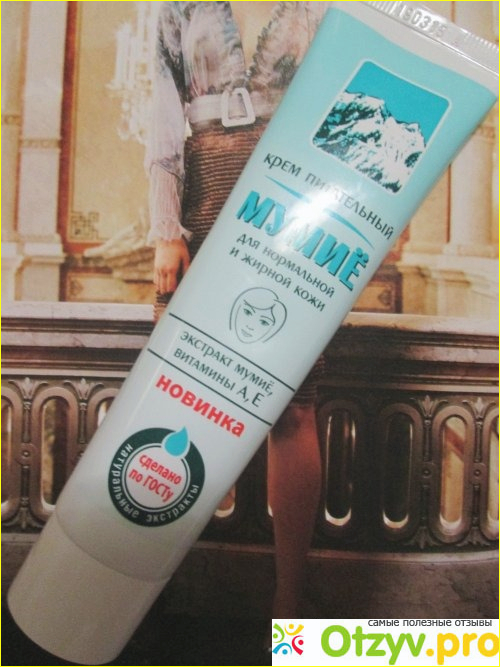 90315
крем питательный
МУМИЁ
для нормальной
и жирной кожи
экстракт мумиё,
витамины А, Е
новинка
сделано
по ГОСТу
натуральные экстракты
самые полезные отзывы
Otzyv.pro